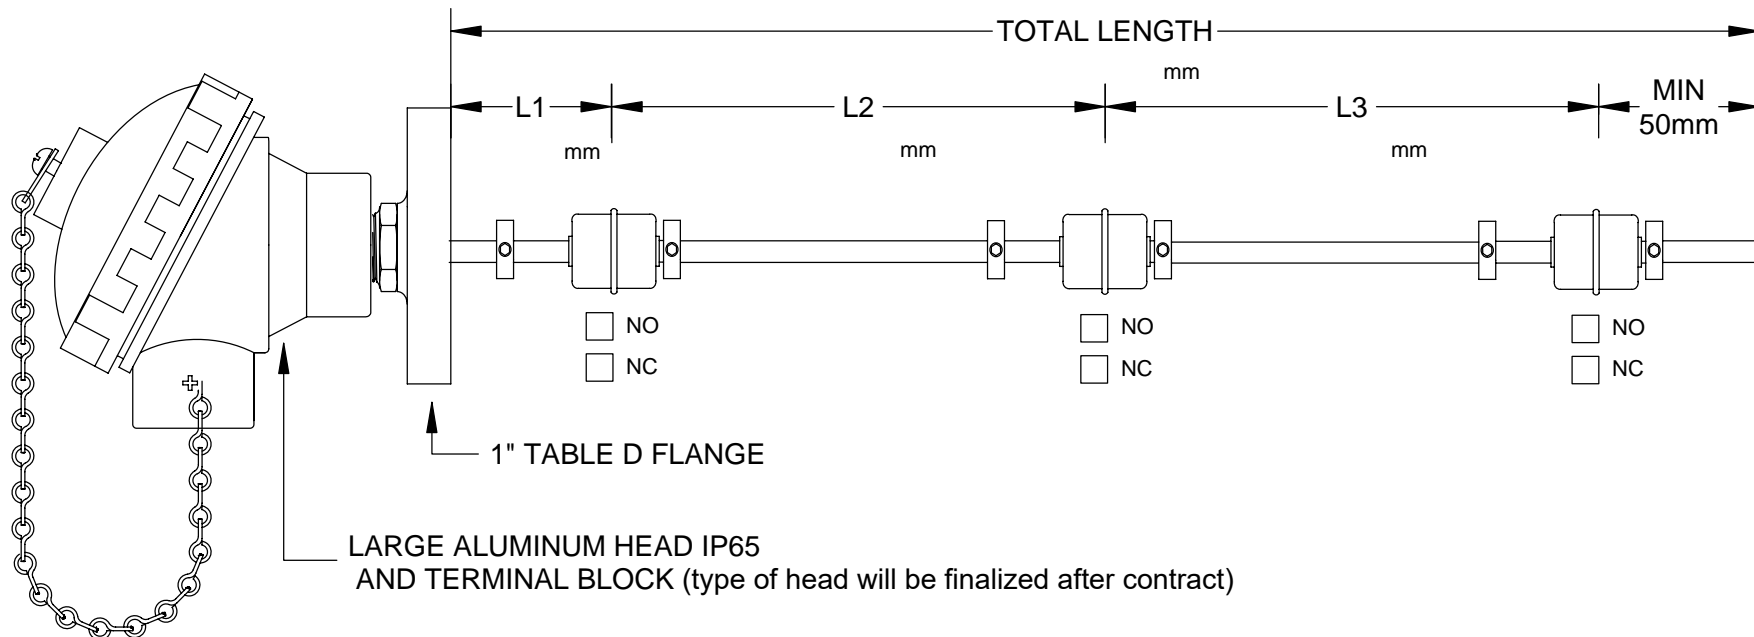 TOTAL LENGTH
mm
L1
L2
L3
MIN
50mm
mm
mm
mm
NO
NC
NO
NC
NO
NC
1" TABLE D FLANGE
LARGE ALUMINUM HEAD IP65
AND TERMINAL BLOCK (type of head will be finalized after contract)